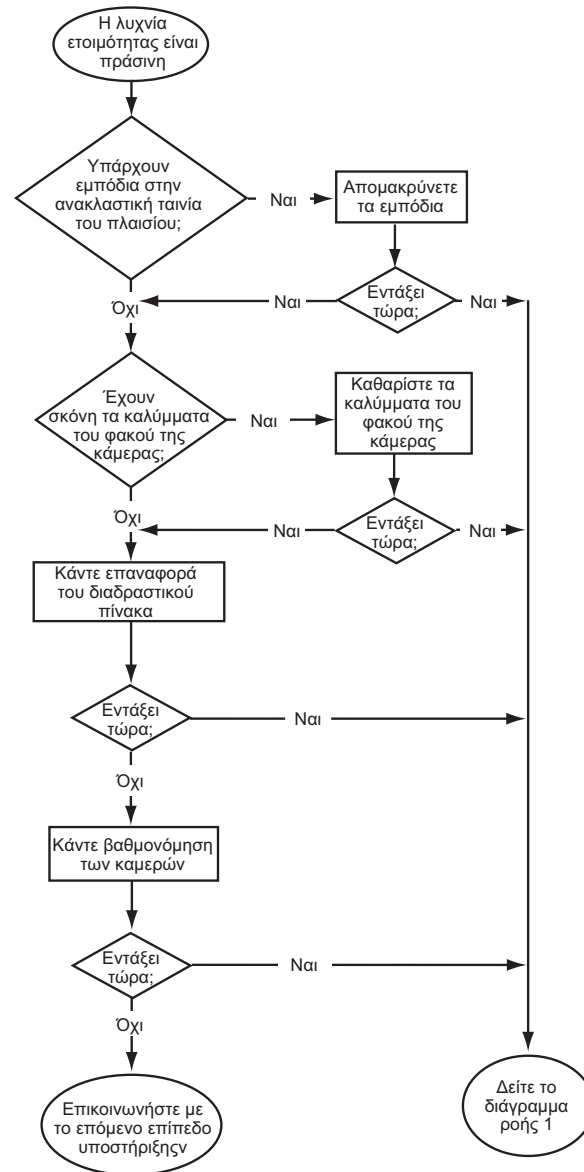 Η λυχνία
ετοιμότητας είναι
πράσινη
Υπάρχουν
εμπόδια στην
ανακλαστική ταινία
του πλαισίου;
Ναι
Απομακρύνετε
τα εμπόδια
Όχι
Ναι
Εντάξει
τώρα;
Ναι
Έχουν
σκόνη τα καλύμματα
του φακού της
κάμερας;
Ναι
Καθαρίστε τα
καλύμματα του
φακού της
κάμερας
Όχι
Ναι
Εντάξει
τώρα;
Ναι
Κάντε επαναφορά
του διαδραστικού
πίνακα
Εντάξει
τώρα;
Ναι
Όχι
Κάντε βαθμονόμηση
των καμερών
Εντάξει
τώρα;
Ναι
Όχι
Επικοινωνήστε με
το επόμενο επίπεδο
υποστήριξηςν
Δείτε το
διάγραμμα
ροής 1